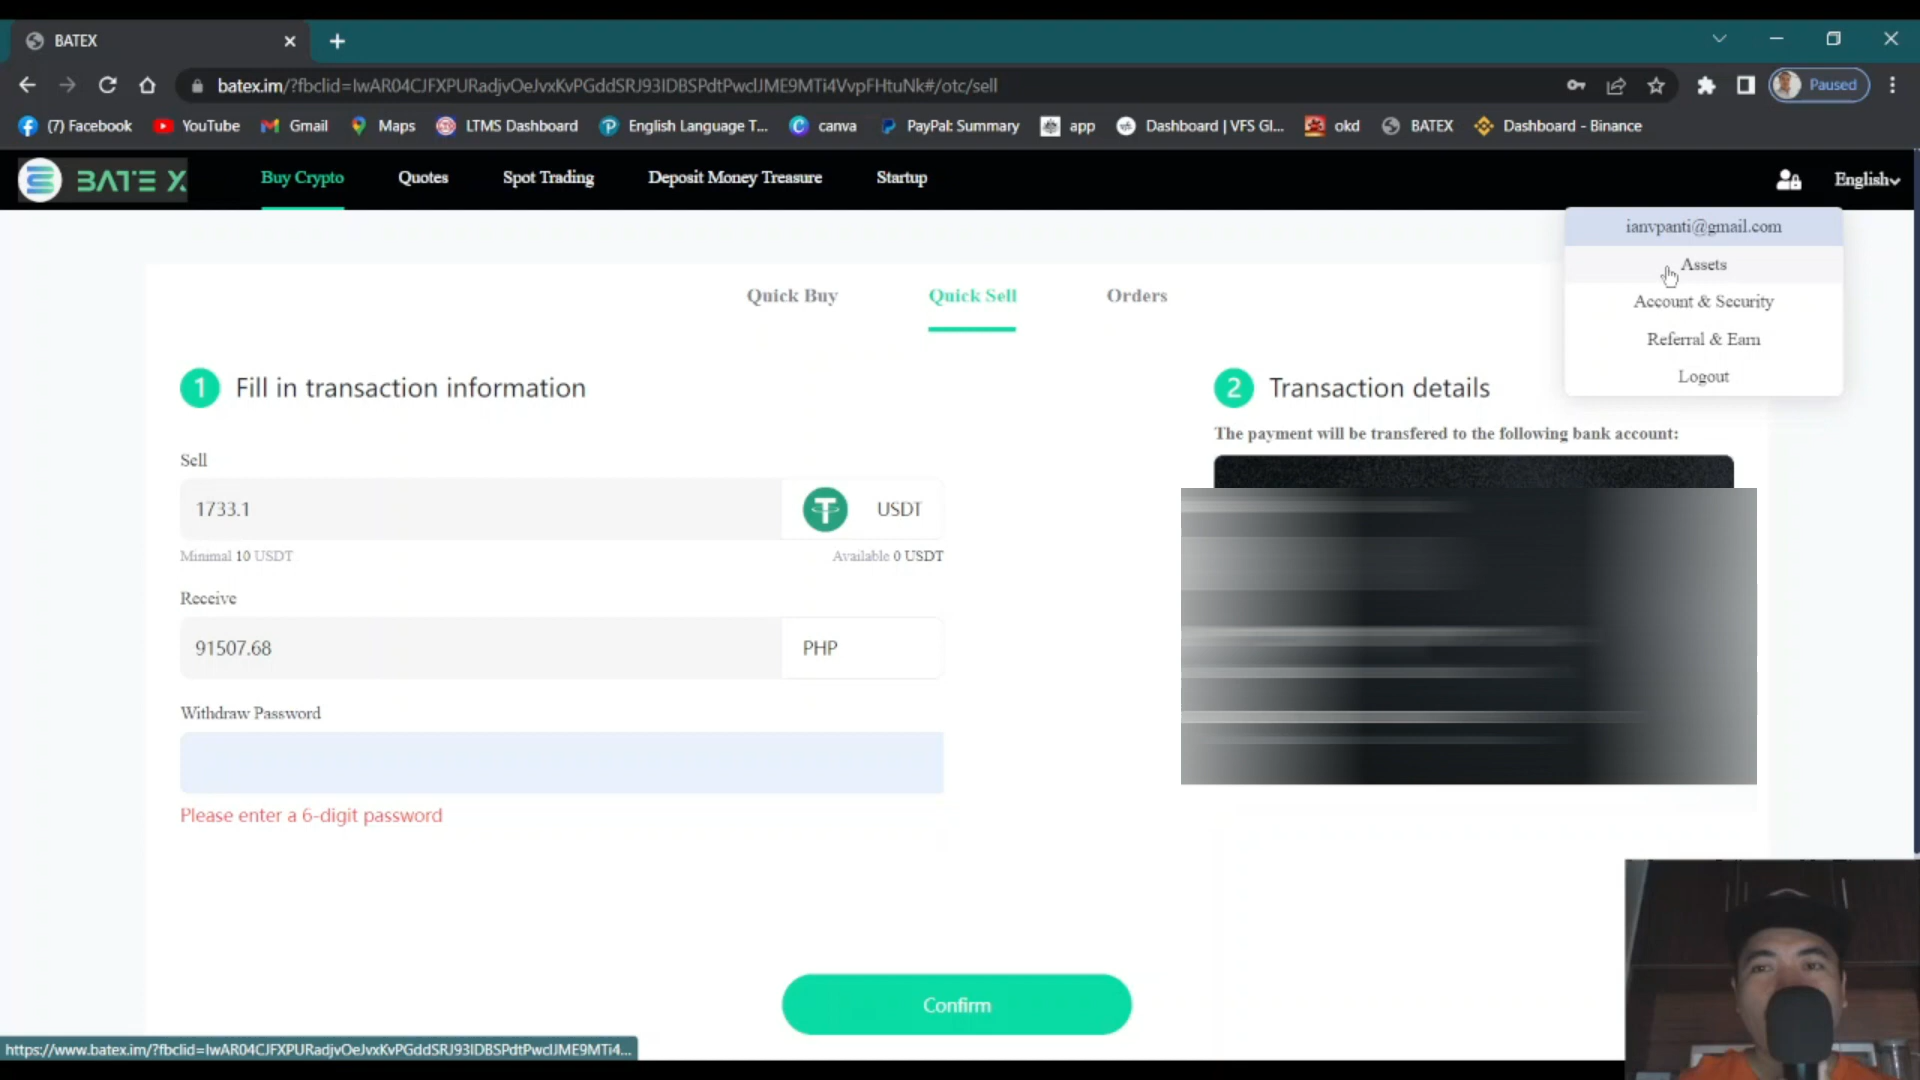 BATEX
batex.im/?fbclid=IwAR04CJFXPURadjvOeJvxKvPGddSRJ93IDBSPdtPwclJME9MTi4VvpFHtuNk#/otc/sell
Paused
(7) Facebook YouTube Gmail Maps LTMS Dashboard English Language T... canva PayPal: Summary app Dashboard | VFS Gl... okd BATEX Dashboard - Binance
BATE X Buy Crypto Quotes Spot Trading Deposit Money Treasure Startup English
ianvpanti@gmail.com
Assets
Account & Security
Referral & Earn
Logout
Quick Buy Quick Sell Orders
1 Fill in transaction information
Sell
1733.1 USDT
Minimal 10 USDT Available 0 USDT
Receive
91507.68 PHP
Withdraw Password
Please enter a 6-digit password
2 Transaction details
The payment will be transfered to the following bank account:
Confirm
https://www.batex.im/?fbclid=IwAR04CJFXPURadjvOeJvxKvPGddSRJ93IDBSPdtPwclJME9MTi4...